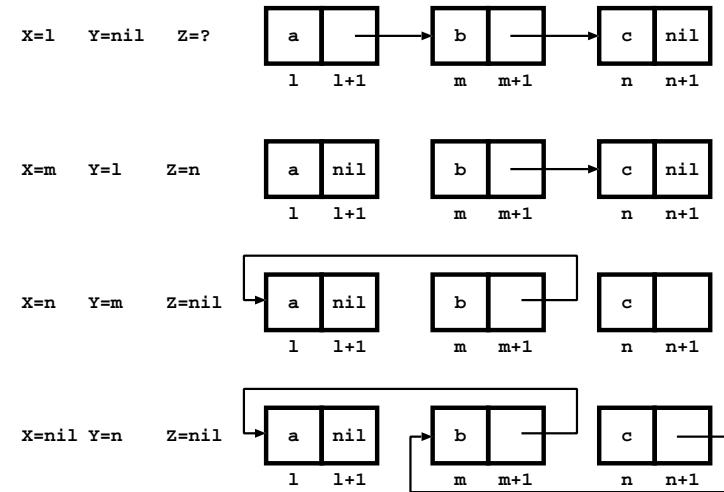 X=l Y=nil Z=? a b c nil
l l+1 m m+1 n n+1
X=m Y=l Z=n a nil b c nil
l l+1 m m+1 n n+1
X=n Y=m Z=nil a nil b c
l l+1 m m+1 n n+1
X=nil Y=n Z=nil a nil b c
l l+1 m m+1 n n+1